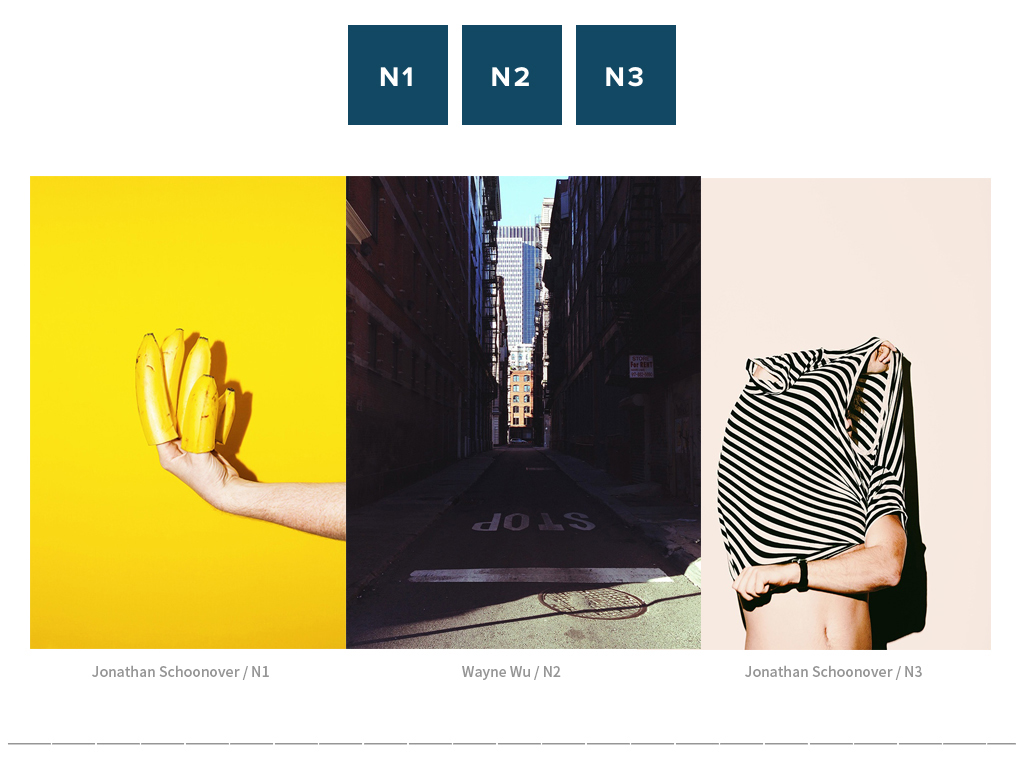 N1 N2 N3
For RENT
STOP
Jonathan Schoonover / N1
Wayne Wu / N2
Jonathan Schoonover / N3